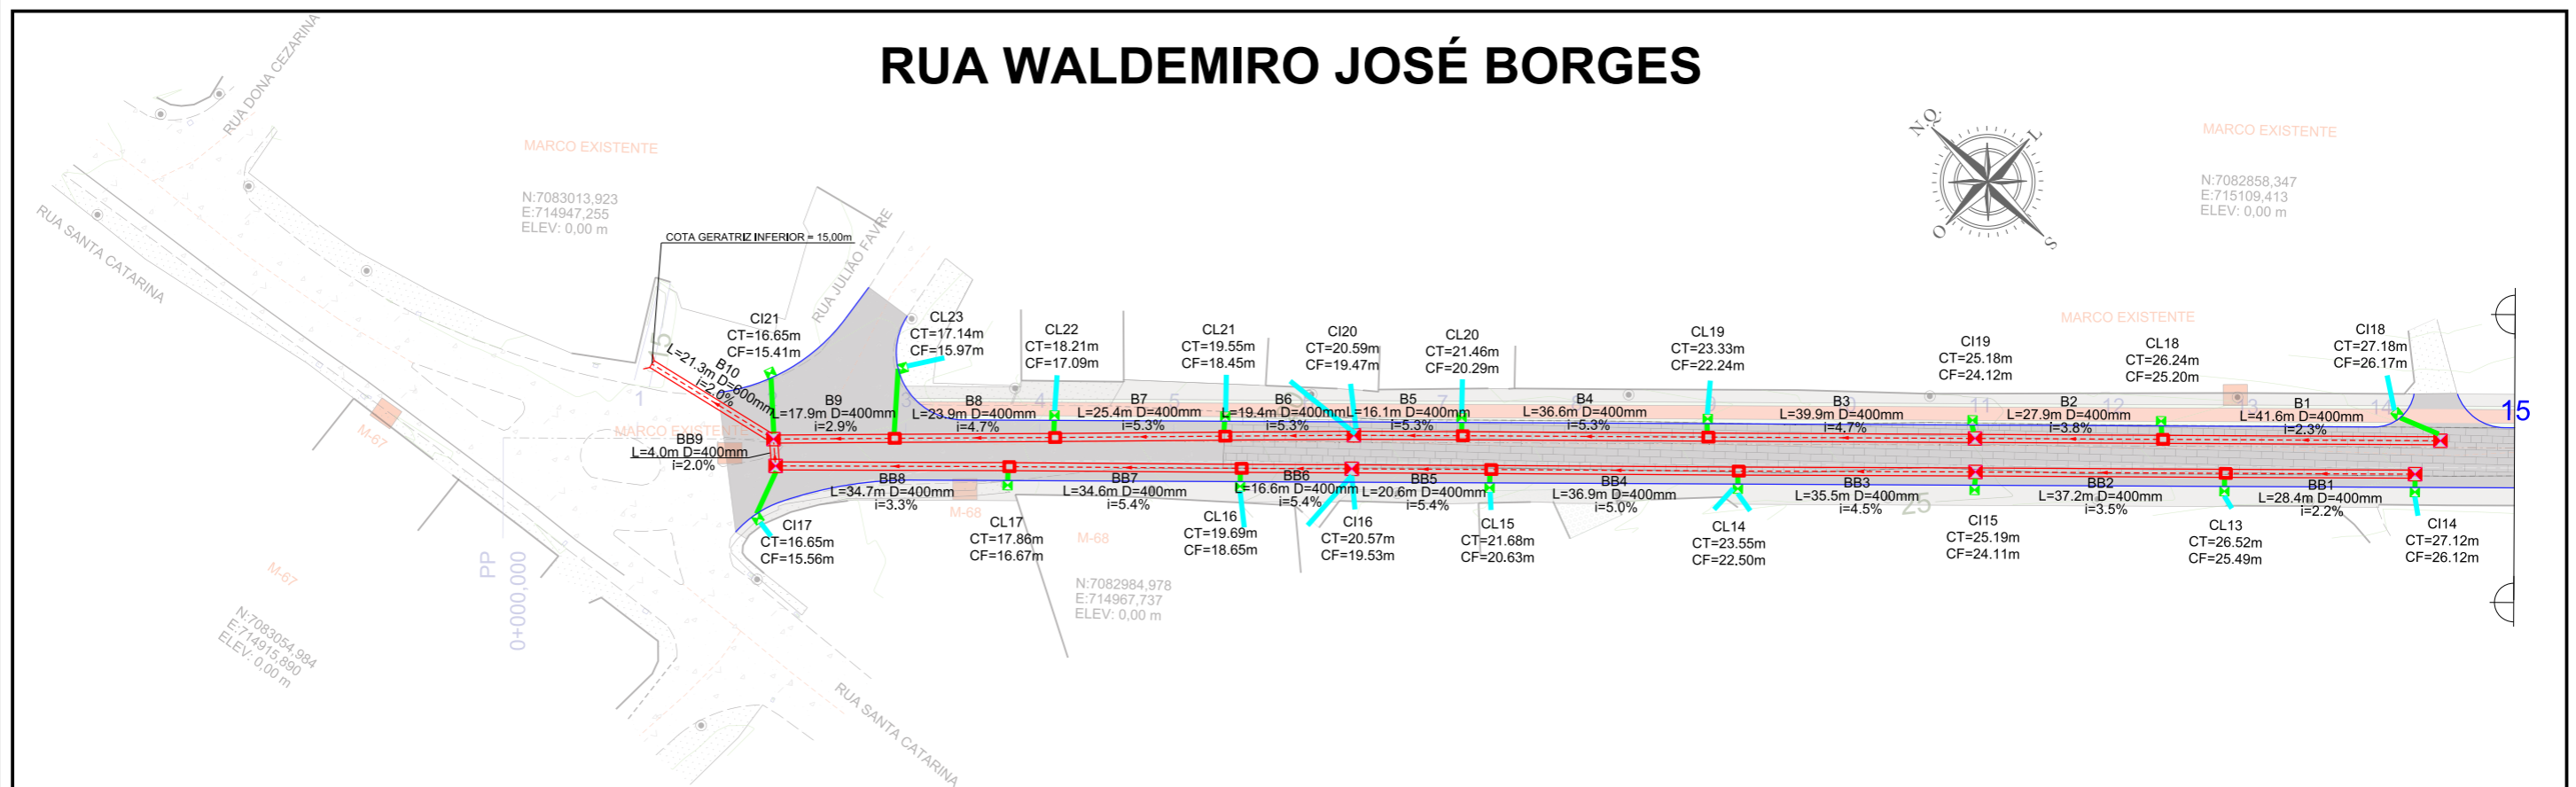 RUA WALDEMIRO JOSÉ BORGES
RUA DONA CEZARINA
RUA SANTA CATARINA
MARCO EXISTENTE
N:7083013,923
E:714947,255
ELEV: 0,00 m
COTA GERATRIZ INFERIOR = 15,00m
RUA JULIÃO FAVRE
N.Q.
L
O
S
MARCO EXISTENTE
N:7082858,347
E:715109,413
ELEV: 0,00 m
MARCO EXISTENTE
CI21
CT=16.65m
CF=15.41m
CL23
CT=17.14m
CF=15.97m
CL22
CT=18.21m
CF=17.09m
CL21
CT=19.55m
CF=18.45m
CI20
CT=20.59m
CF=19.47m
CL20
CT=21.46m
CF=20.29m
CL19
CT=23.33m
CF=22.24m
CI19
CT=25.18m
CF=24.12m
CL18
CT=26.24m
CF=25.20m
CI18
CT=27.18m
CF=26.17m
15
B10
L=21.3m D=600mm
i=2.0%
B9
L=17.9m D=400mm
i=2.9%
B8
L=23.9m D=400mm
i=4.7%
B7
L=25.4m D=400mm
i=5.3%
B6
L=19.4m D=400mm
i=5.3%
B5
L=16.1m D=400mm
i=5.3%
B4
L=36.6m D=400mm
i=5.3%
B3
L=39.9m D=400mm
i=4.7%
B2
L=27.9m D=400mm
i=3.8%
B1
L=41.6m D=400mm
i=2.3%
15
1
2
3
4
5
7
9
11
12
13
14
MARCO EXISTENTE
M-67
BB9
L=4.0m D=400mm
i=2.0%
BB8
L=34.7m D=400mm
i=3.3%
BB7
L=34.6m D=400mm
i=5.4%
BB6
L=16.6m D=400mm
i=5.4%
BB5
L=20.6m D=400mm
i=5.4%
BB4
L=36.9m D=400mm
i=5.0%
BB3
L=35.5m D=400mm
i=4.5%
25
BB2
L=37.2m D=400mm
i=3.5%
BB1
L=28.4m D=400mm
i=2.2%
CI17
CT=16.65m
CF=15.56m
M-68
CL17
CT=17.86m
CF=16.67m
M-68
CL16
CT=19.69m
CF=18.65m
CI16
CT=20.57m
CF=19.53m
CL15
CT=21.68m
CF=20.63m
CL14
CT=23.55m
CF=22.50m
CI15
CT=25.19m
CF=24.11m
CL13
CT=26.52m
CF=25.49m
CI14
CT=27.12m
CF=26.12m
M-67
PP
0+000,000
N:7082984,978
E:714967,737
ELEV: 0,00 m
N:7083054,984
E:714915,890
ELEV: 0,00 m
RUA SANTA CATARINA